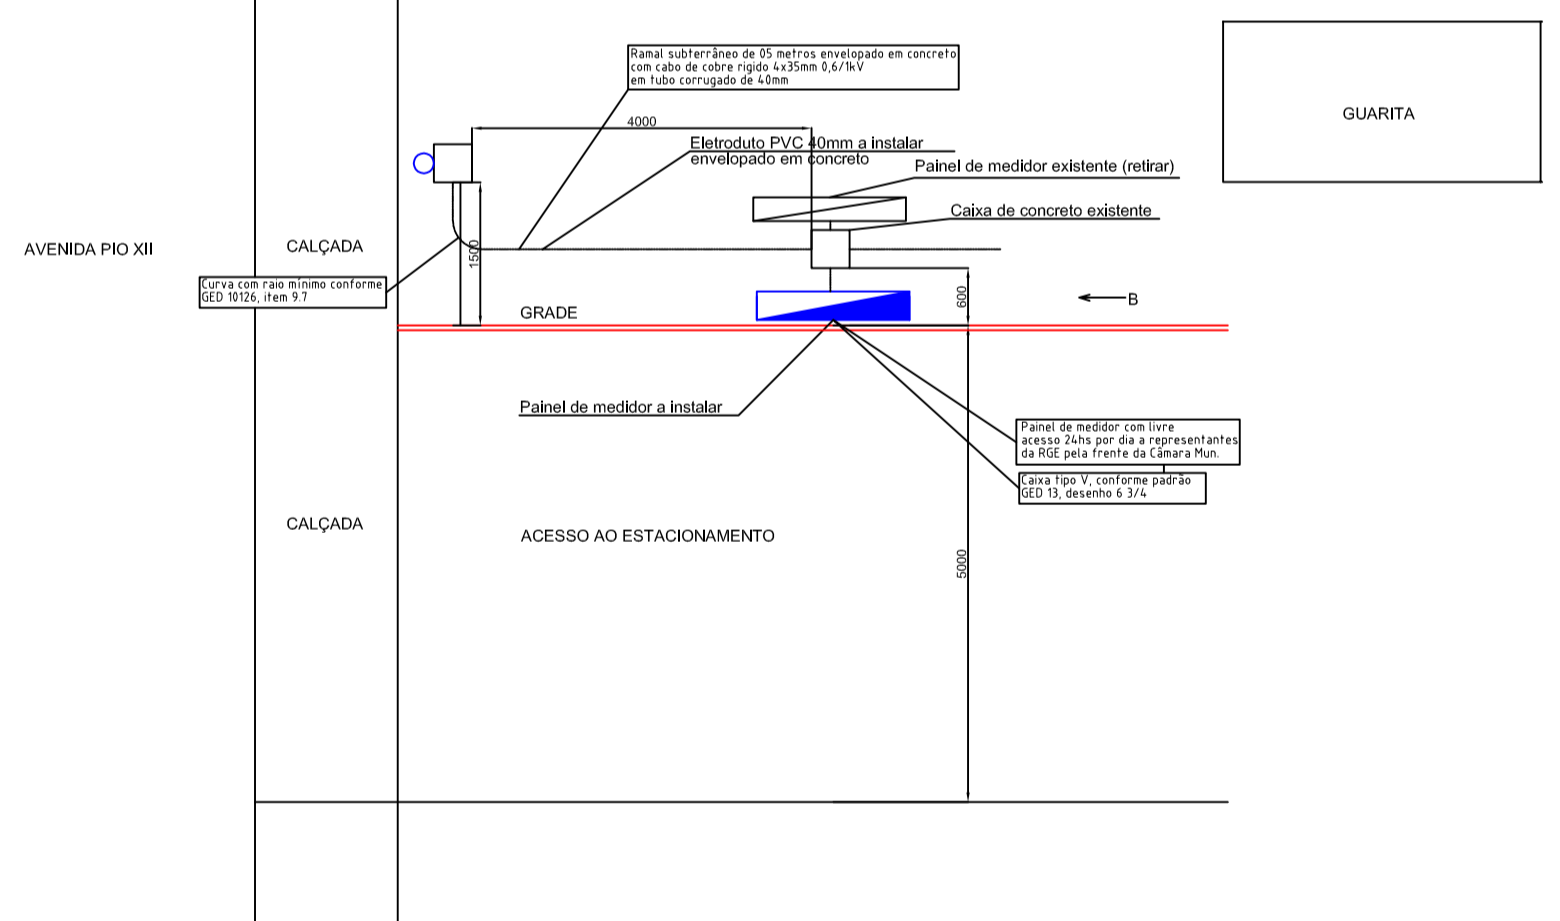 Ramal subterrâneo de 05 metros envelopado em concreto
com cabo de cobre rigido 4x35mm 0,6/1kV
em tubo corrugado de 40mm
GUARITA
4000
Eletroduto PVC 40mm a instalar
envelopado em concreto
Painel de medidor existente (retirar)
Caixa de concreto existente
AVENIDA PIO XII
CALÇADA
1500
Curva com raio mínimo conforme
GED 10126, item 9.7
600
B
GRADE
Painel de medidor a instalar
Painel de medidor com livre
acesso 24hs por dia a representantes
da RGE pela frente da Câmara Mun.
Caixa tipo V, conforme padrão
GED 13, desenho 6 3/4
CALÇADA
ACESSO AO ESTACIONAMENTO
5000